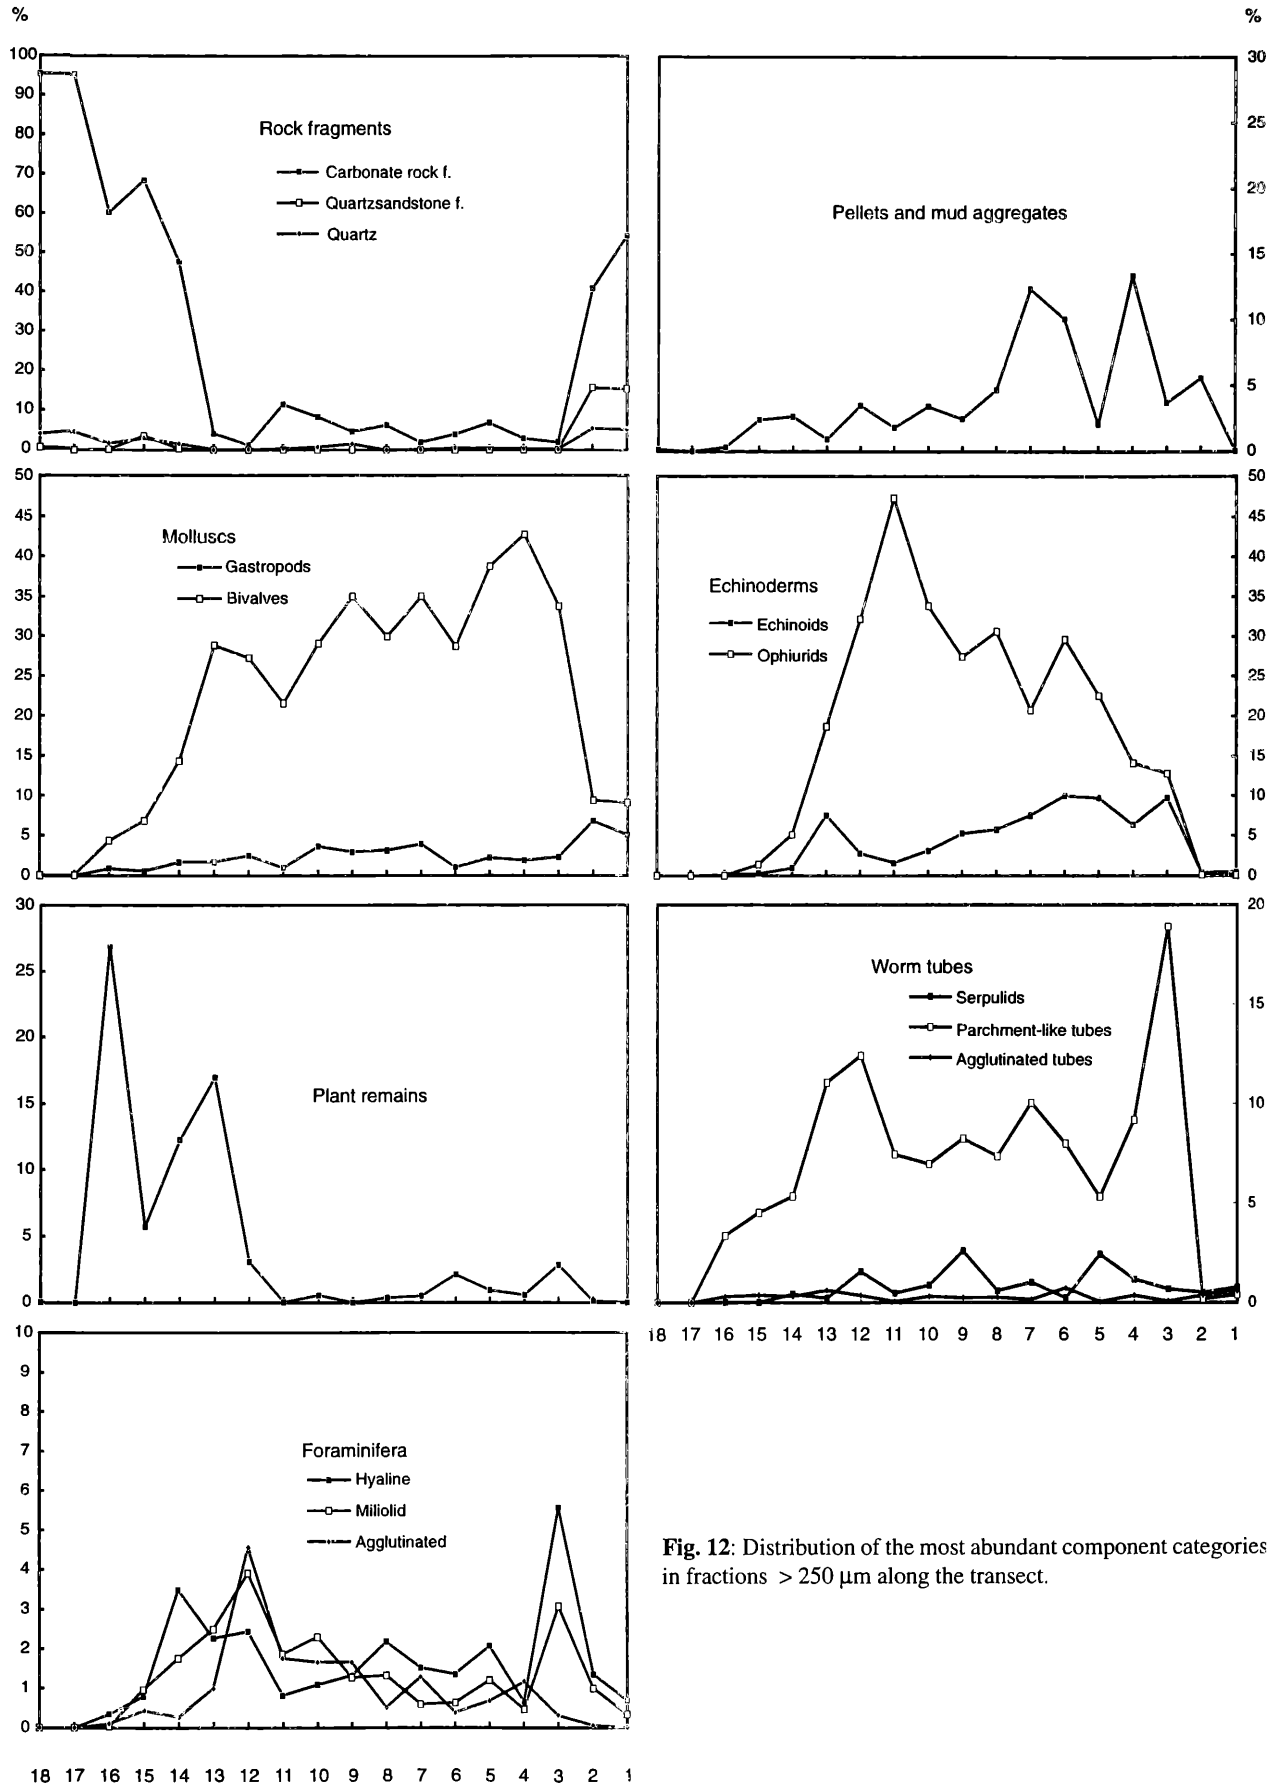 %
%
100
90
80
70
60
50
40
30
20
10
0
Rock fragments
Carbonate rock f.
Quartzsandstone f.
Quartz
30
25
20
15
10
5
0
Pellets and mud aggregates
50
45
40
35
30
25
20
15
10
5
0
Molluscs
Gastropods
Bivalves
50
45
40
35
30
25
20
15
10
5
0
Echinoderms
Echinoids
Ophiurids
30
25
20
15
10
5
0
Plant remains
20
15
10
5
0
Worm tubes
Serpulids
Parchment-like tubes
Agglutinated tubes
18 17 16 15 14 13 12 11 10 9 8 7 6 5 4 3 2 1
10
9
8
7
6
5
4
3
2
1
0
Foraminifera
Hyaline
Miliolid
Agglutinated
18 17 16 15 14 13 12 11 10 9 8 7 6 5 4 3 2 1
Fig. 12: Distribution of the most abundant component categories
in fractions > 250 µm along the transect.